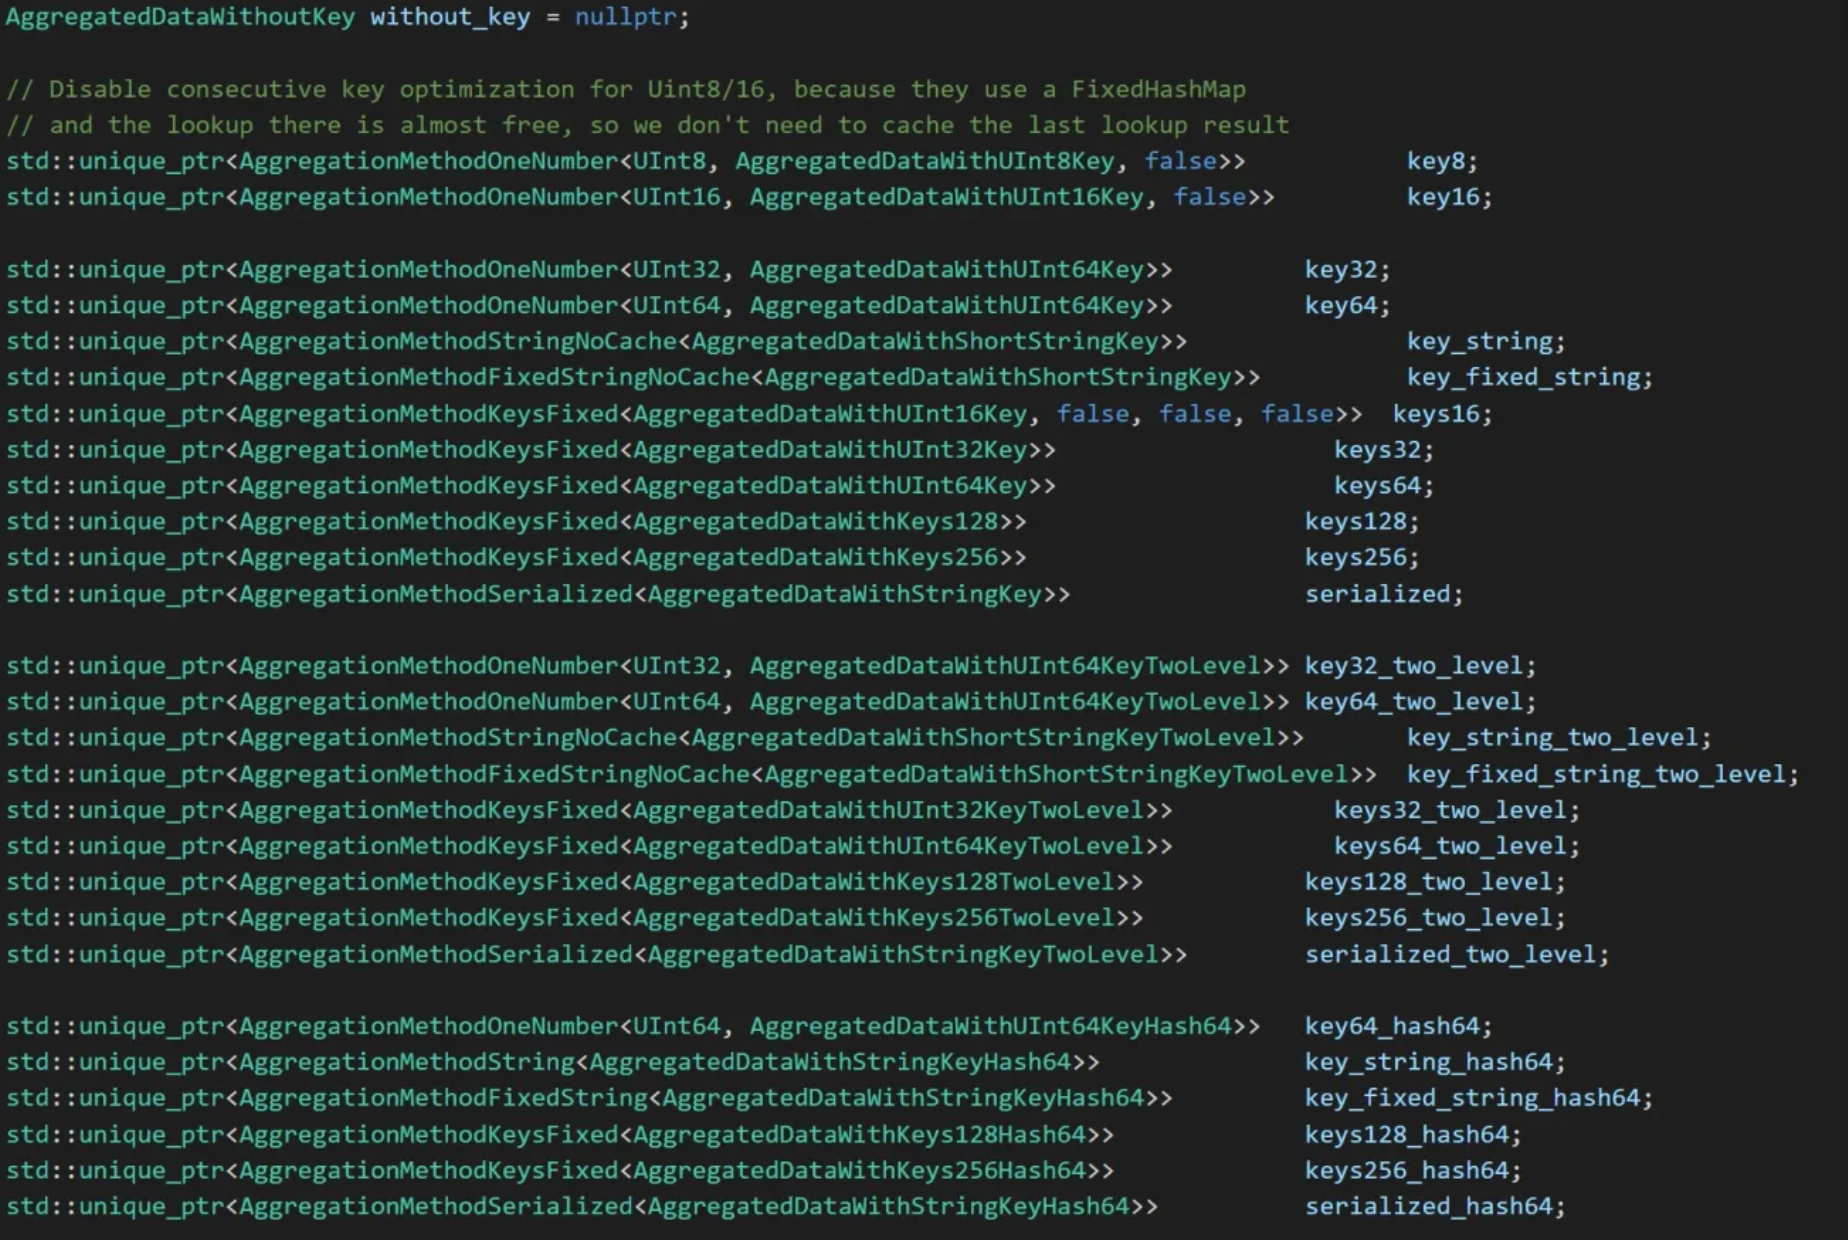 AggregatedDataWithoutKey without_key = nullptr;
// Disable consecutive key optimization for Uint8/16, because they use a FixedHashMap
// and the lookup there is almost free, so we don't need to cache the last lookup result
std::unique_ptr<AggregationMethodOneNumber<UInt8, AggregatedDataWithUInt8Key, false>> key8;
std::unique_ptr<AggregationMethodOneNumber<UInt16, AggregatedDataWithUInt16Key, false>> key16;
std::unique_ptr<AggregationMethodOneNumber<UInt32, AggregatedDataWithUInt64Key>> key32;
std::unique_ptr<AggregationMethodOneNumber<UInt64, AggregatedDataWithUInt64Key>> key64;
std::unique_ptr<AggregationMethodStringNoCache<AggregatedDataWithShortStringKey>> key_string;
std::unique_ptr<AggregationMethodFixedStringNoCache<AggregatedDataWithShortStringKey>> key_fixed_string;
std::unique_ptr<AggregationMethodKeysFixed<AggregatedDataWithUInt16Key, false, false, false>> keys16;
std::unique_ptr<AggregationMethodKeysFixed<AggregatedDataWithUInt32Key>> keys32;
std::unique_ptr<AggregationMethodKeysFixed<AggregatedDataWithUInt64Key>> keys64;
std::unique_ptr<AggregationMethodKeysFixed<AggregatedDataWithKeys128>> keys128;
std::unique_ptr<AggregationMethodKeysFixed<AggregatedDataWithKeys256>> keys256;
std::unique_ptr<AggregationMethodSerialized<AggregatedDataWithStringKey>> serialized;
std::unique_ptr<AggregationMethodOneNumber<UInt32, AggregatedDataWithUInt64KeyTwoLevel>> key32_two_level;
std::unique_ptr<AggregationMethodOneNumber<UInt64, AggregatedDataWithUInt64KeyTwoLevel>> key64_two_level;
std::unique_ptr<AggregationMethodStringNoCache<AggregatedDataWithShortStringKeyTwoLevel>> key_string_two_level;
std::unique_ptr<AggregationMethodFixedStringNoCache<AggregatedDataWithShortStringKeyTwoLevel>> key_fixed_string_two_level;
std::unique_ptr<AggregationMethodKeysFixed<AggregatedDataWithUInt32KeyTwoLevel>> keys32_two_level;
std::unique_ptr<AggregationMethodKeysFixed<AggregatedDataWithUInt64KeyTwoLevel>> keys64_two_level;
std::unique_ptr<AggregationMethodKeysFixed<AggregatedDataWithKeys128TwoLevel>> keys128_two_level;
std::unique_ptr<AggregationMethodKeysFixed<AggregatedDataWithKeys256TwoLevel>> keys256_two_level;
std::unique_ptr<AggregationMethodSerialized<AggregatedDataWithStringKeyTwoLevel>> serialized_two_level;
std::unique_ptr<AggregationMethodOneNumber<UInt64, AggregatedDataWithUInt64KeyHash64>> key64_hash64;
std::unique_ptr<AggregationMethodString<AggregatedDataWithStringKeyHash64>> key_string_hash64;
std::unique_ptr<AggregationMethodFixedString<AggregatedDataWithStringKeyHash64>> key_fixed_string_hash64;
std::unique_ptr<AggregationMethodKeysFixed<AggregatedDataWithKeys128Hash64>> keys128_hash64;
std::unique_ptr<AggregationMethodKeysFixed<AggregatedDataWithKeys256Hash64>> keys256_hash64;
std::unique_ptr<AggregationMethodSerialized<AggregatedDataWithStringKeyHash64>> serialized_hash64;